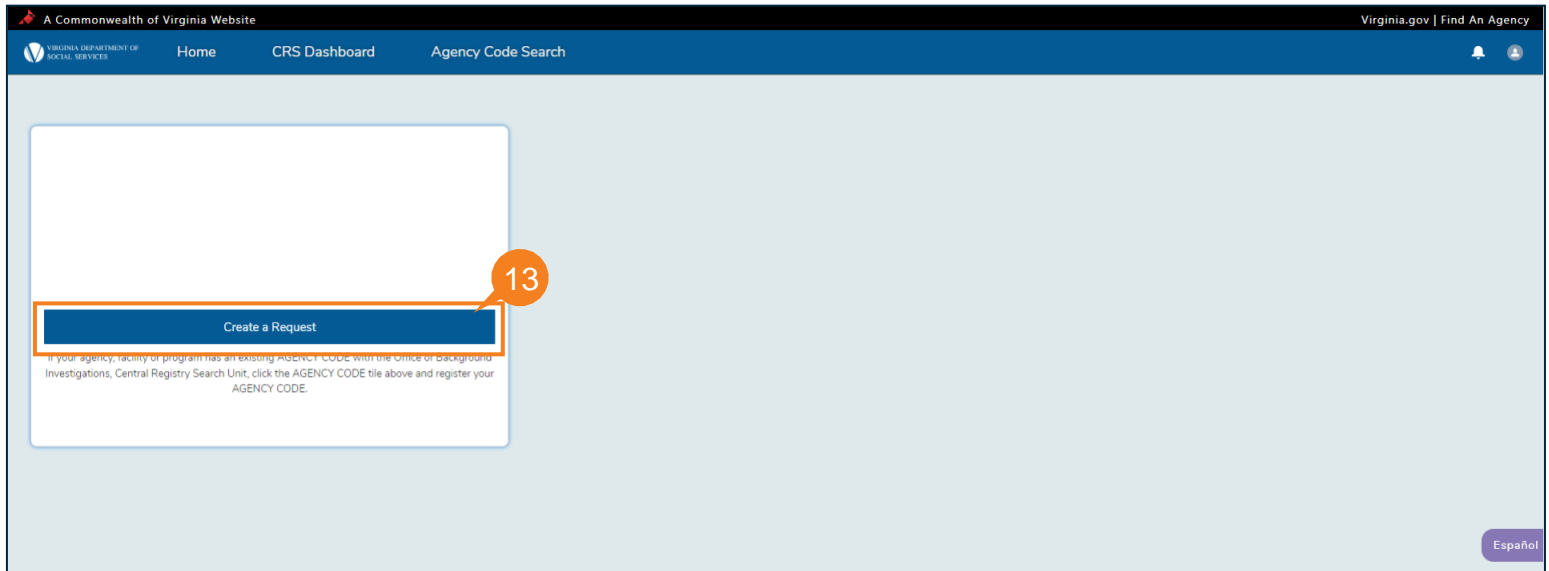 A Commonwealth of Virginia Website
Virginia.gov | Find An Agency
VIRGINIA DEPARTMENT OF
SOCIAL SERVICES
Home
CRS Dashboard
Agency Code Search
13
Create a Request
If your agency, facility or program has an existing AGENCY CODE with the Office of Background
Investigations, Central Registry Search Unit, click the AGENCY CODE tile above and register your
AGENCY CODE.
Español